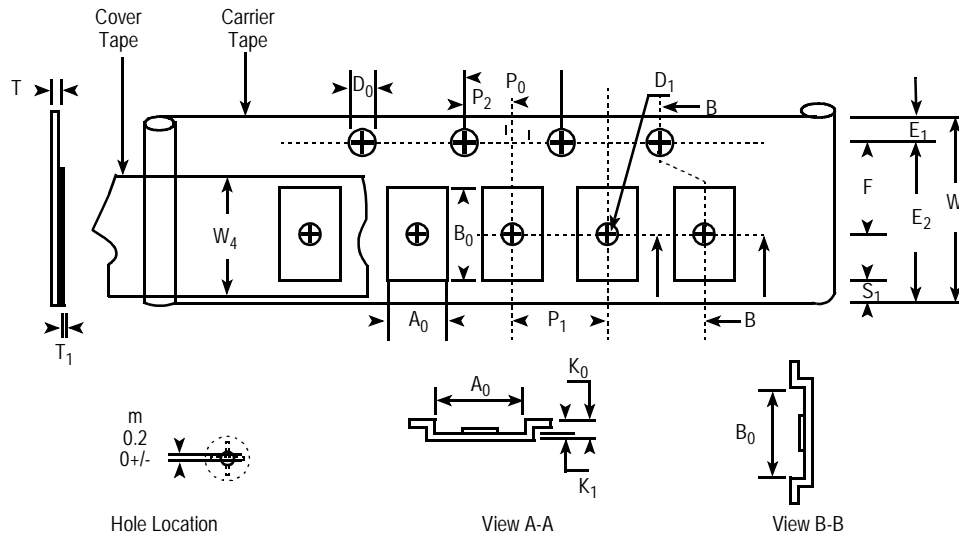 Cover
Tape
Carrier
Tape
T
D0
P0
P2
D1
B
E1
W
F
E2
W4
B0
S1
A0
P1
B
T1
K0
A0
m
0.2
0+/-
B0
K1
Hole Location
View A-A
View B-B